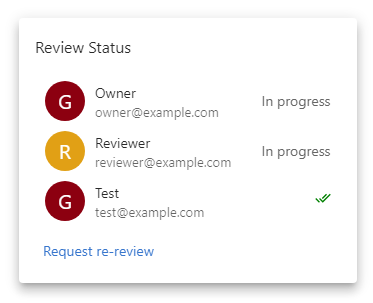 Review Status
G
Owner
owner@example.com
In progress
R
Reviewer
reviewer@example.com
In progress
G
Test
test@example.com
Request re-review